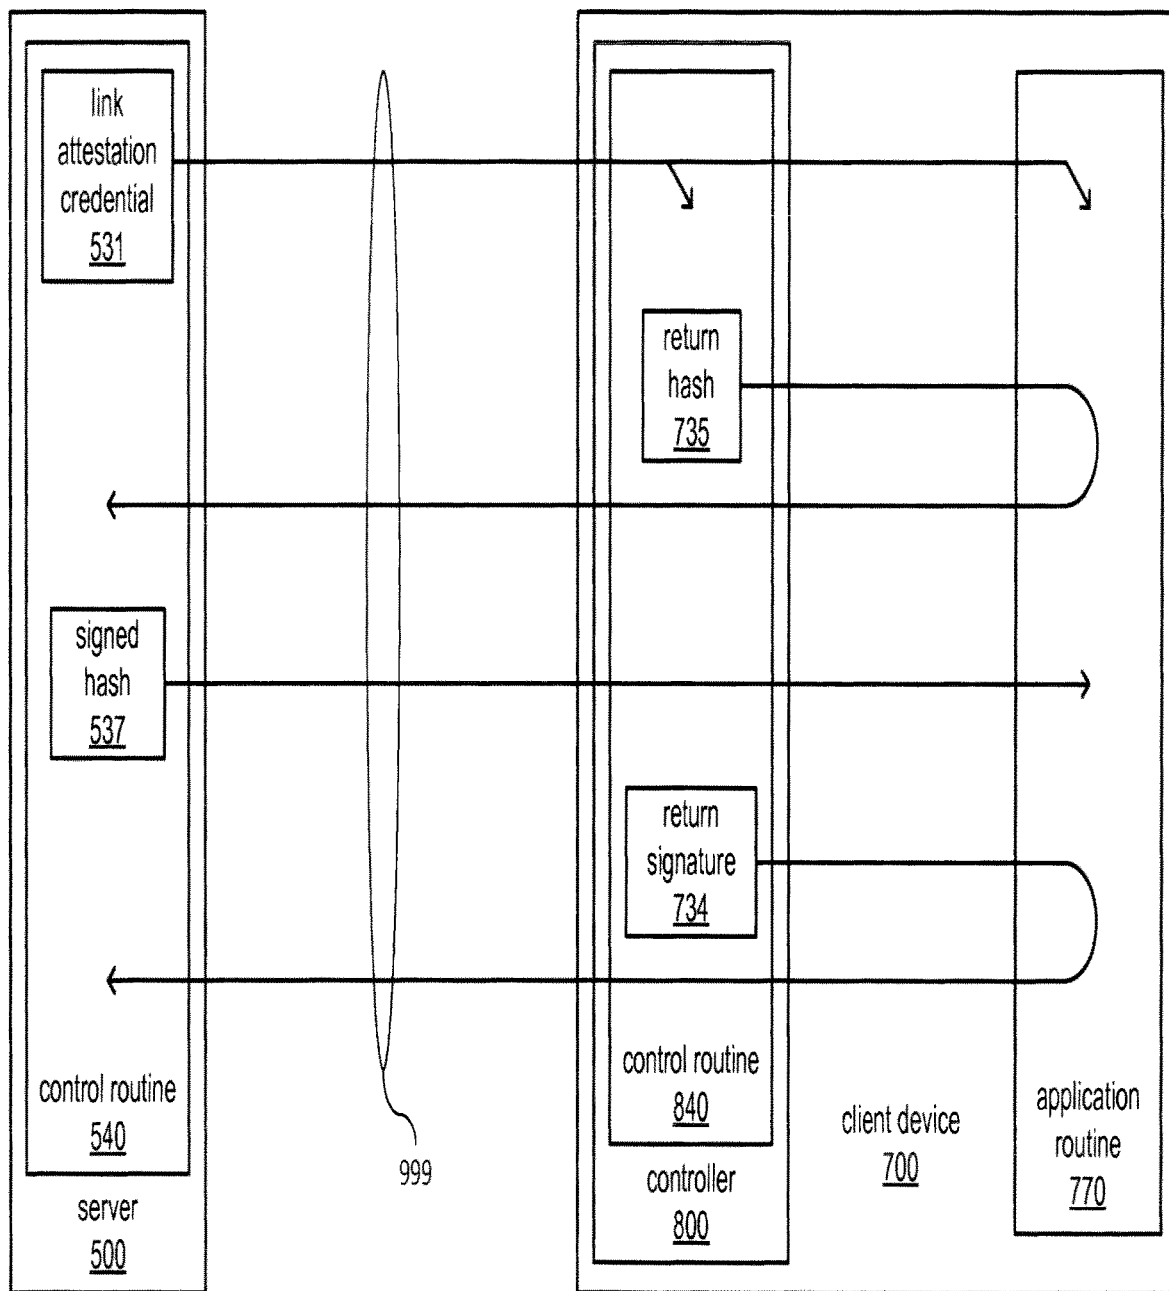 link
attestation
credential
531
return
hash
735
signed
hash
537
return
signature
734
control routine
540
server
500
999
control routine
840
controller
800
client device
700
application
routine
770